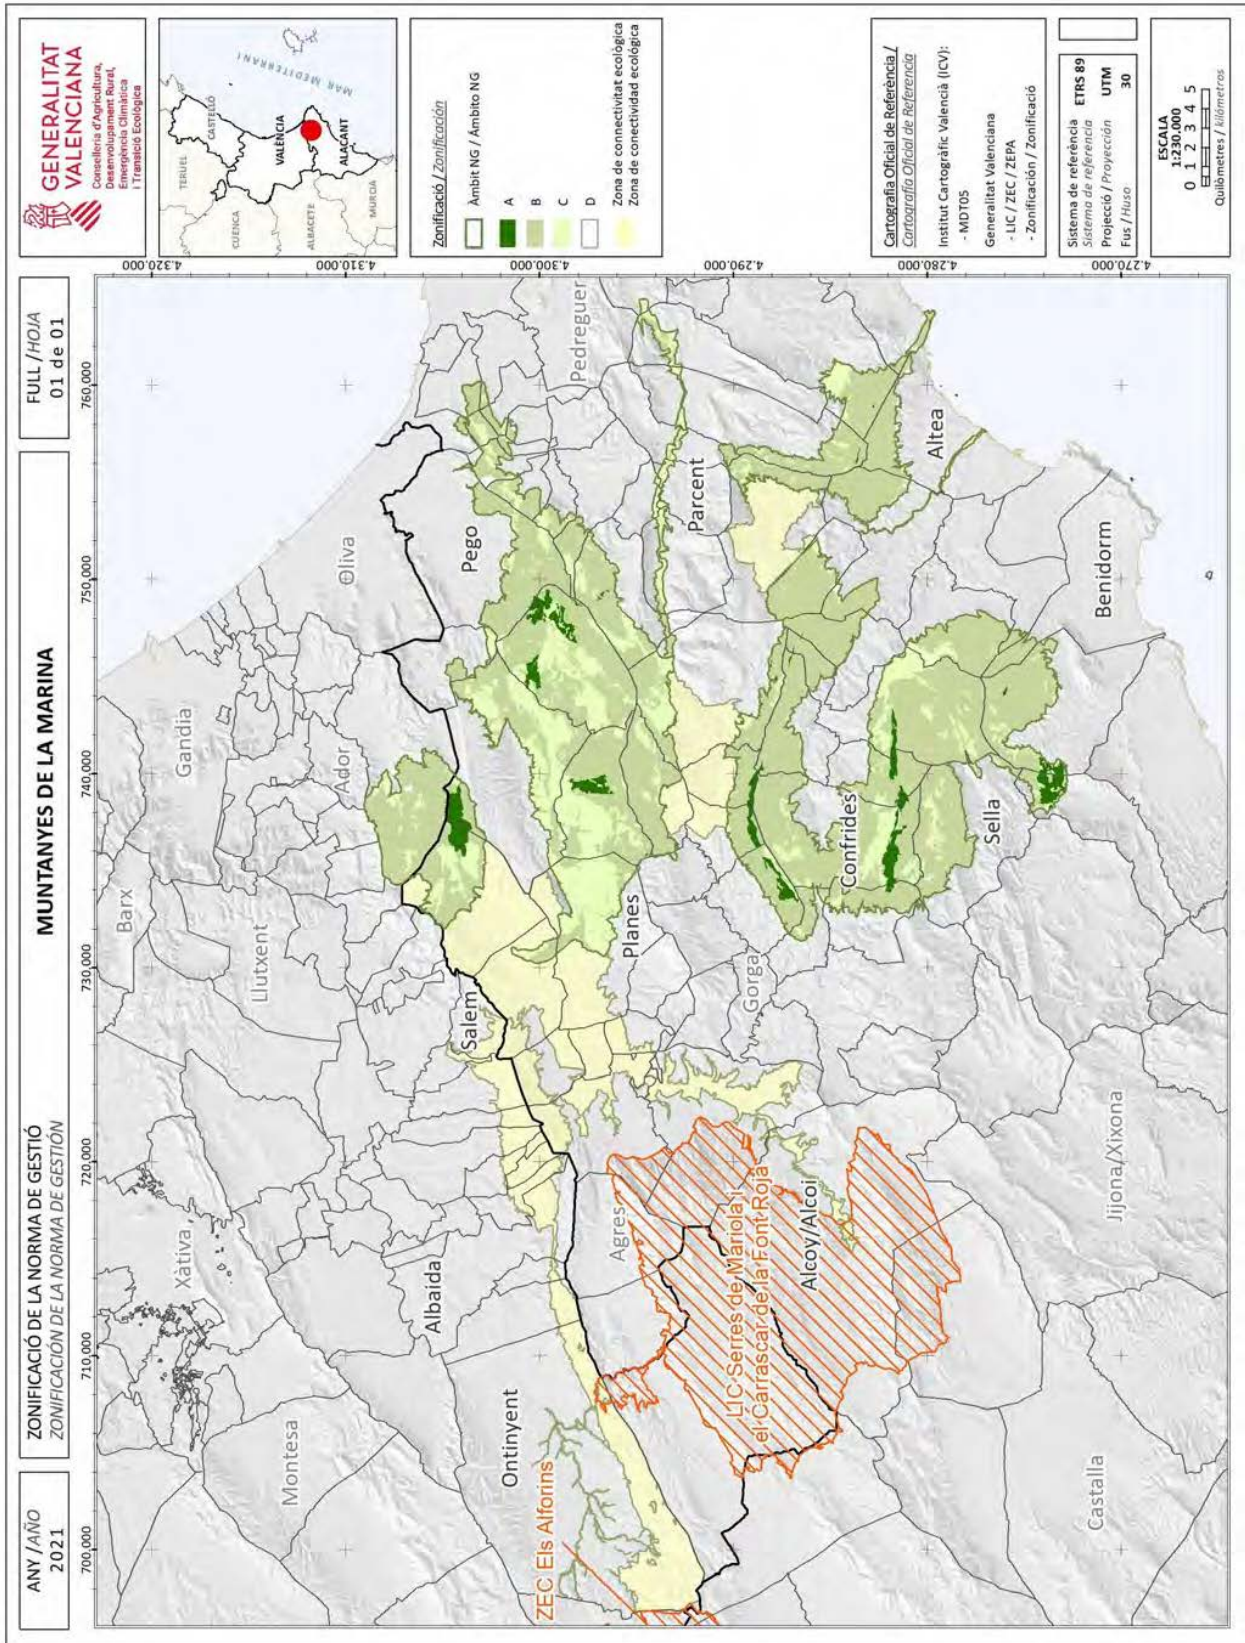 ANY / AÑO
2021
ZONIFICACIÓ DE LA NORMA DE GESTIÓ
ZONIFICACIÓN DE LA NORMA DE GESTIÓN
MUNTANYES DE LA MARINA
FULL / HOJA
01 de 01
GENERALITAT
VALENCIANA
Conselleria d'Agricultura,
Desenvolupament Rural,
Emergència Climàtica
i Transició Ecològica
TERUEL
CASTELLÓ
CUENCA
VALÈNCIA
ALBACETE
ALACANT
MURCIA
MAR MEDITERRANI
Zonificació / Zonificación
Àmbit NG / Ámbito NG
A
B
C
D
Zona de connectivitat ecològica
Zona de conectividad ecológica
Cartografia Oficial de Referència /
Cartografía Oficial de Referencia
Institut Cartogràfic Valencià (ICV):
- MDT05
Generalitat Valenciana
- LIC / ZEC / ZEPA
- Zonificación / Zonificació
Sistema de referència ETRS 89
Sistema de referencia
Projecció / Proyección UTM
Fus / Huso 30
ESCALA
1:230.000
0 1 2 3 4 5
Quilòmetres / kilómetros
700.000
710.000
720.000
730.000
740.000
750.000
760.000
4.320.000
4.310.000
4.300.000
4.290.000
4.280.000
4.270.000
Montesa
Xàtiva
Barx
Gandia
Llutxent
Ador
Oliva
Albaida
Ontinyent
Salem
Pego
Pedreguer
ZEC Els Alforins
Agres
Planes
Parcent
LIC Serres de Mariola i
el Carrascar de la Font Roja
Alcoy/Alcoi
Gorga
Confrides
Altea
Sella
Benidorm
Castalla
Jijona/Xixona